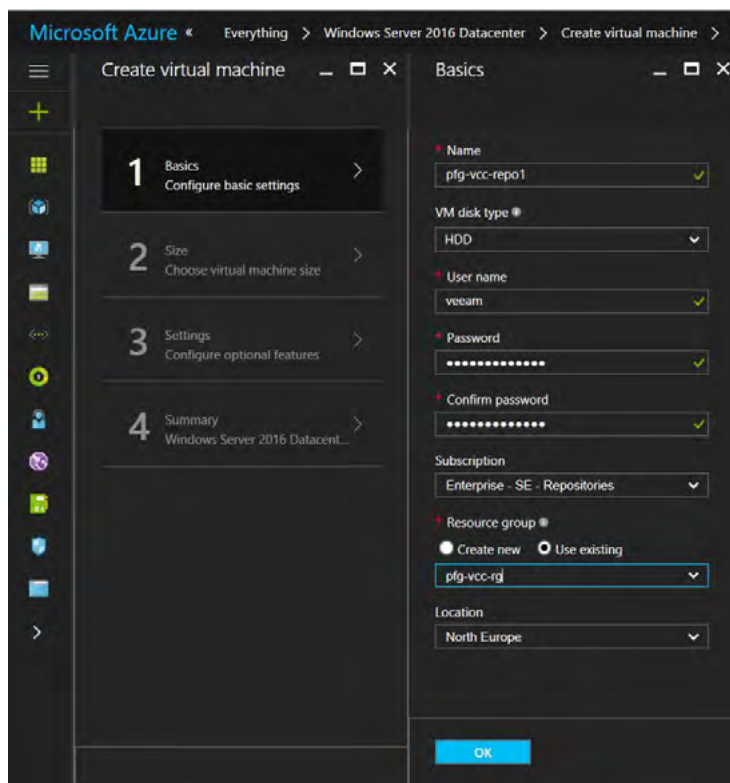 Microsoft Azure « Everything > Windows Server 2016 Datacenter > Create virtual machine >
Create virtual machine
1
Basics
Configure basic settings
2
Size
Choose virtual machine size
3
Settings
Configure optional features
4
Summary
Windows Server 2016 Datacent...
Basics
* Name
pfg-vcc-repo1
VM disk type
HDD
* User name
veeam
* Password
•••••••••••••
* Confirm password
•••••••••••••
Subscription
Enterprise - SE - Repositories
* Resource group
Create new Use existing
pfg-vcc-rg
Location
North Europe
OK